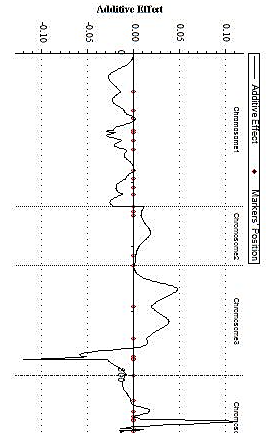 Additive Effect
-0.10
-0.05
0.00
0.05
0.10
Additive Effect
Markers' Position
Chromosome1
Chromosome2
Chromosome3
Chromos